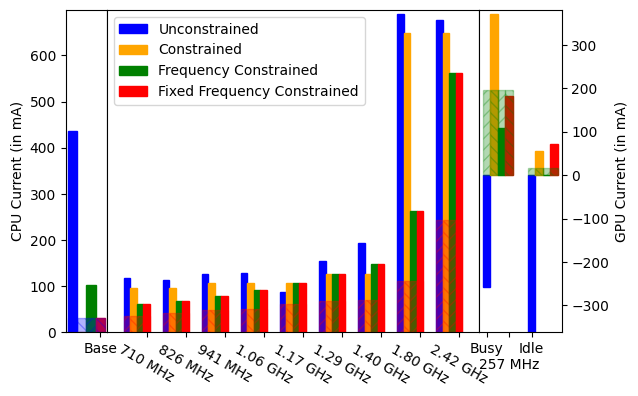 Unconstrained
Constrained
Frequency Constrained
Fixed Frequency Constrained
CPU Current (in mA)
600
500
400
300
200
100
0
GPU Current (in mA)
300
200
100
0
−100
−200
−300
Base
710 MHz
826 MHz
941 MHz
1.06 GHz
1.17 GHz
1.29 GHz
1.40 GHz
1.80 GHz
2.42 GHz
Busy
Idle
257 MHz